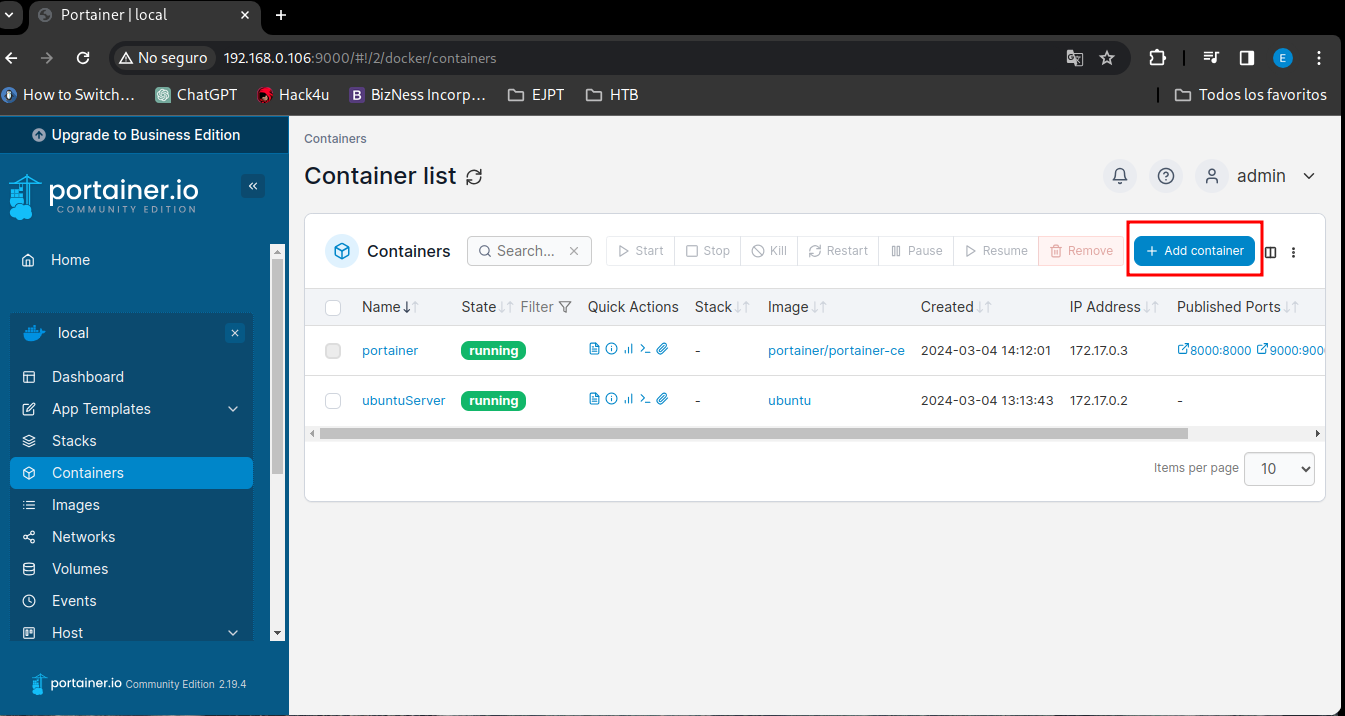 Portainer | local
No seguro 192.168.0.106:9000/#!/2/docker/containers
E
How to Switch… ChatGPT Hack4u BizNess Incorp… EJPT HTB Todos los favoritos
Upgrade to Business Edition
portainer.io
COMMUNITY EDITION
Home
local
Dashboard
App Templates
Stacks
Containers
Images
Networks
Volumes
Events
Host
portainer.io Community Edition 2.19.4
Containers
Container list
admin
Containers Search... Start Stop Kill Restart Pause Resume Remove + Add container
Name State Filter Quick Actions Stack Image Created IP Address Published Ports
portainer running - portainer/portainer-ce 2024-03-04 14:12:01 172.17.0.3 8000:8000 9000:900
ubuntuServer running - ubuntu 2024-03-04 13:13:43 172.17.0.2 -
Items per page 10